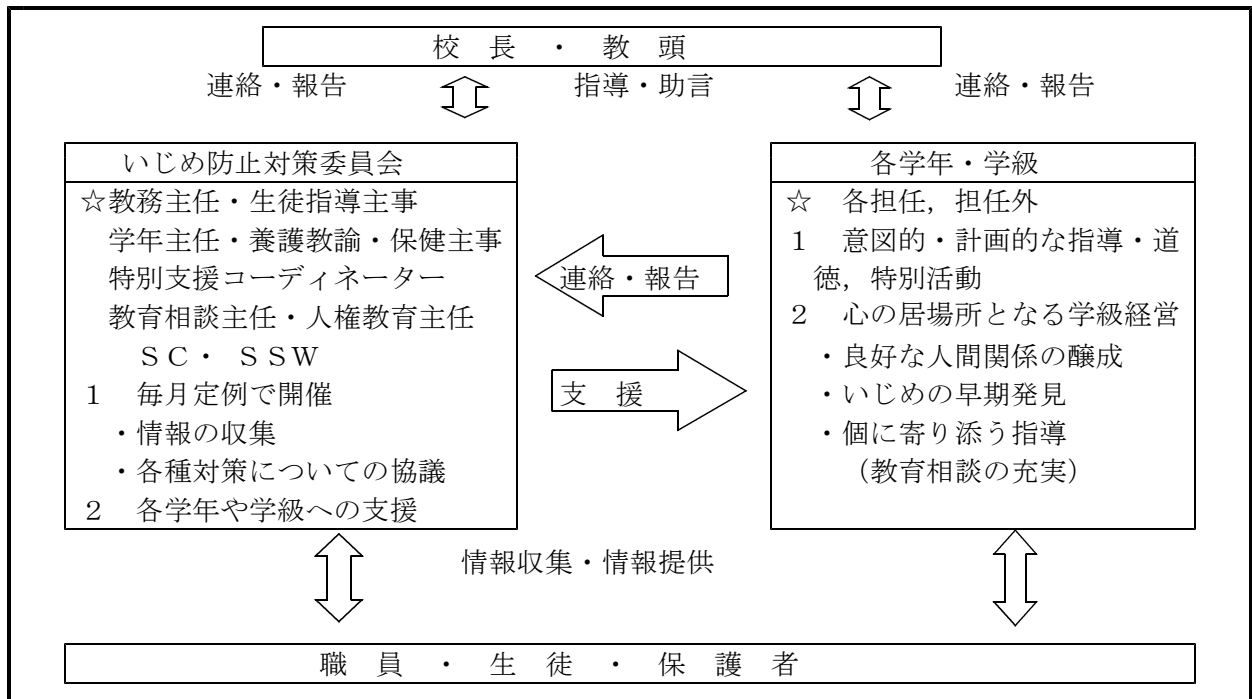 校 長 ・ 教 頭
連絡・報告
指導・助言
連絡・報告
いじめ防止対策委員会
☆教務主任・生徒指導主事
学年主任・養護教諭・保健主事
特別支援コーディネーター
教育相談主任・人権教育主任
ＳＣ・ ＳＳＷ
１ 毎月定例で開催
・情報の収集
・各種対策についての協議
２ 各学年や学級への支援
連絡・報告
支 援
各学年・学級
☆ 各担任，担任外
１ 意図的・計画的な指導・道
徳，特別活動
２ 心の居場所となる学級経営
・良好な人間関係の醸成
・いじめの早期発見
・個に寄り添う指導
（教育相談の充実）
情報収集・情報提供
職 員 ・ 生 徒 ・ 保 護 者